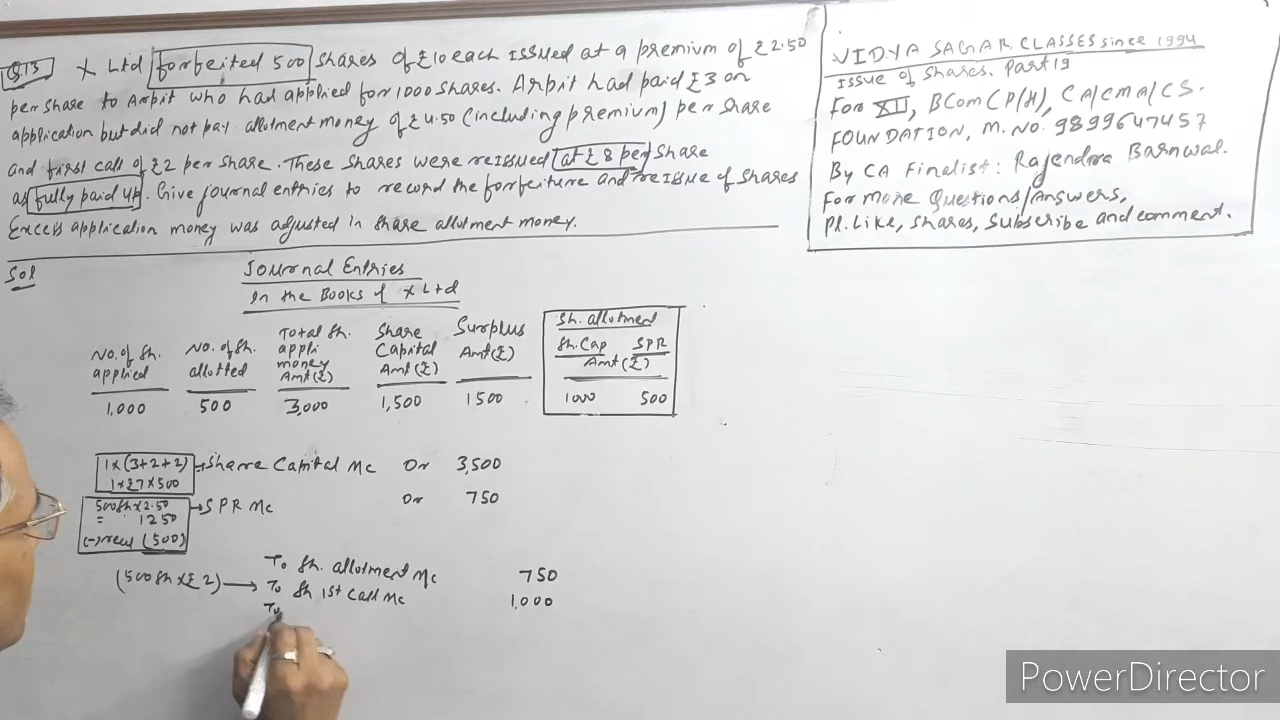 Q.13 X Ltd forfeited 500 shares of ₹10 each issued at a premium of ₹2.50
per share to Arpit who had applied for 1000 shares. Arpit had paid ₹3 on
application but did not pay allotment money of ₹4.50 (including premium) per share
and first call of ₹2 per share. These shares were reissued at ₹8 per share
as fully paid up. Give journal entries to record the forfeiture and reissue of shares
Excess application money was adjusted in share allotment money.
VIDYA SAGAR CLASSES since 1994
Issue of Shares. Part 19
For XII, BCom (P/H), CA/CMA/CS.
FOUNDATION, M. NO. 9899647457
By CA Finalist: Rajendra Barnwal.
For more Questions/Answers,
Pl. Like, Shares, Subscribe and comment.
Sol
Journal Entries
In the Books of X Ltd
No. of Sh. applied
No. of Sh. allotted
Total Sh. appli money Amt (₹)
Share Capital Amt (₹)
Surplus Amt (₹)
Sh. allotment
Sh. Cap SPR
Amt (₹)
1,000 500 3,000 1,500 1500 1000 500
1×(3+2+2) → Share Capital A/c Dr 3,500
1×₹7×500
500sh×2.50 → SPR A/c Dr 750
= 1250
(-) recd (500)
To Sh. allotment A/c 750
(500sh×₹2) → To Sh 1st Call A/c 1,000
To